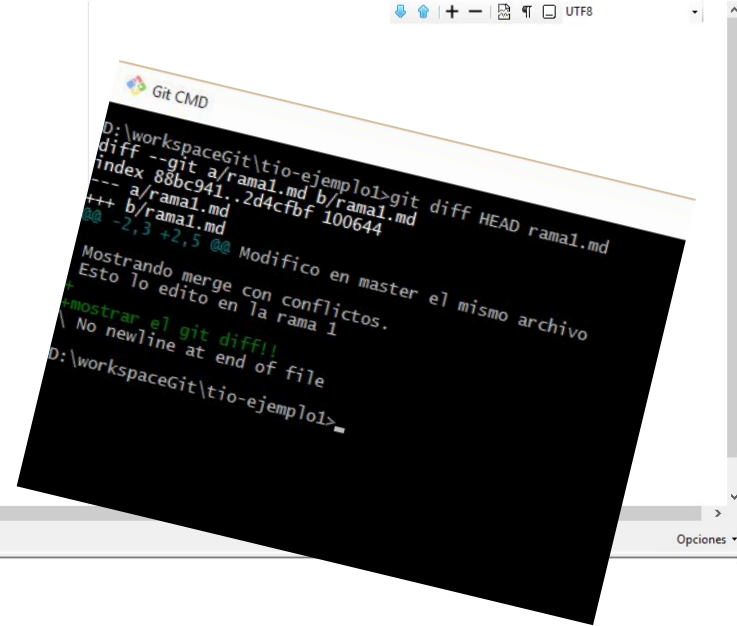 UTF8
Git CMD
D:\workspaceGit\tio-ejemplo1>git diff HEAD rama1.md
diff --git a/rama1.md b/rama1.md
index 88bc941..2d4cfbf 100644
--- a/rama1.md
+++ b/rama1.md
@@ -2,3 +2,5 @@ Modifico en master el mismo archivo
Mostrando merge con conflictos.
Esto lo edito en la rama 1
+
+mostrar el git diff!!
\ No newline at end of file
D:\workspaceGit\tio-ejemplo1>
Opciones